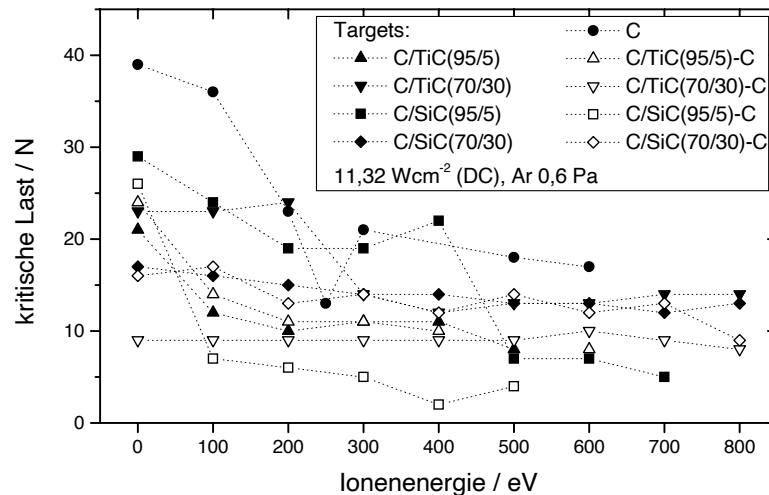 kritische Last / N
50
40
30
20
10
0
Targets:
C
C/TiC(95/5)
C/TiC(95/5)-C
C/TiC(70/30)
C/TiC(70/30)-C
C/SiC(95/5)
C/SiC(95/5)-C
C/SiC(70/30)
C/SiC(70/30)-C
11,32 Wcm⁻² (DC), Ar 0,6 Pa
0 100 200 300 400 500 600 700 800
Ionenenergie / eV